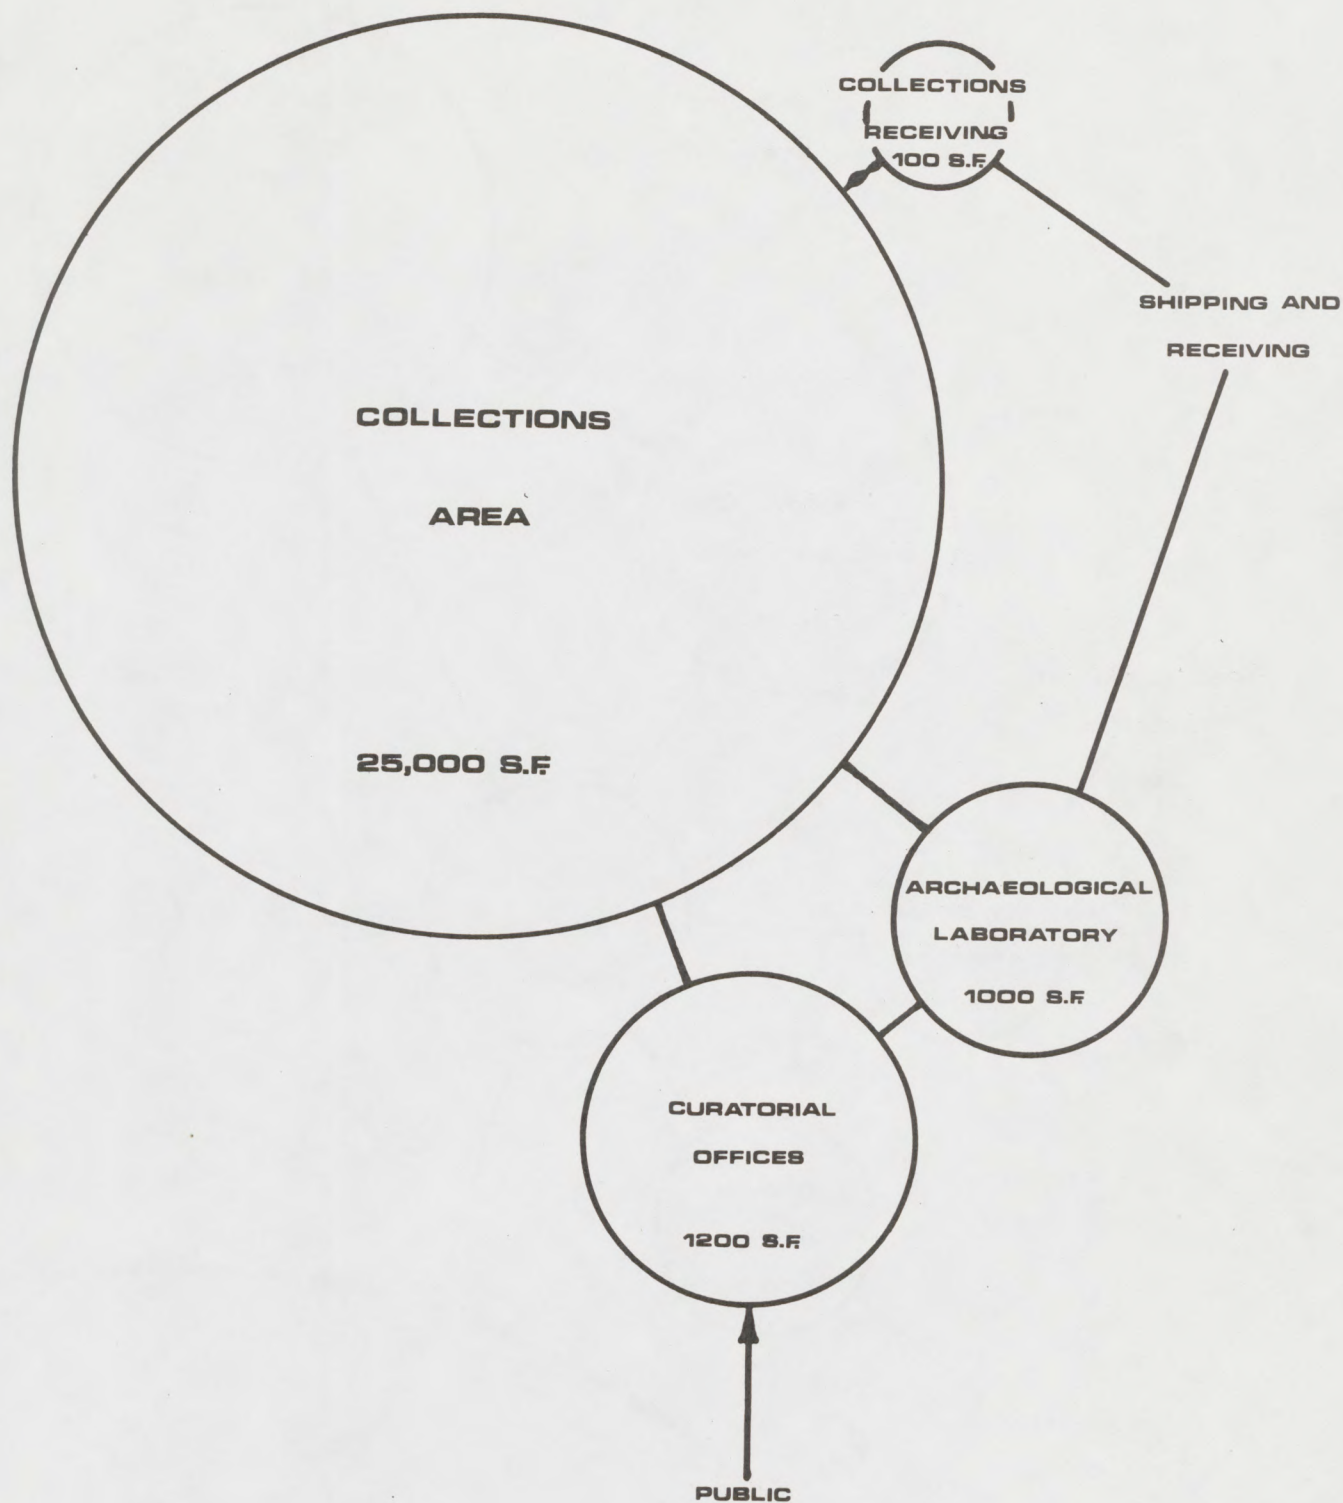 COLLECTIONS
RECEIVING
100 S.F.
SHIPPING AND
RECEIVING
COLLECTIONS
AREA
25,000 S.F.
ARCHAEOLOGICAL
LABORATORY
1000 S.F.
CURATORIAL
OFFICES
1200 S.F.
PUBLIC